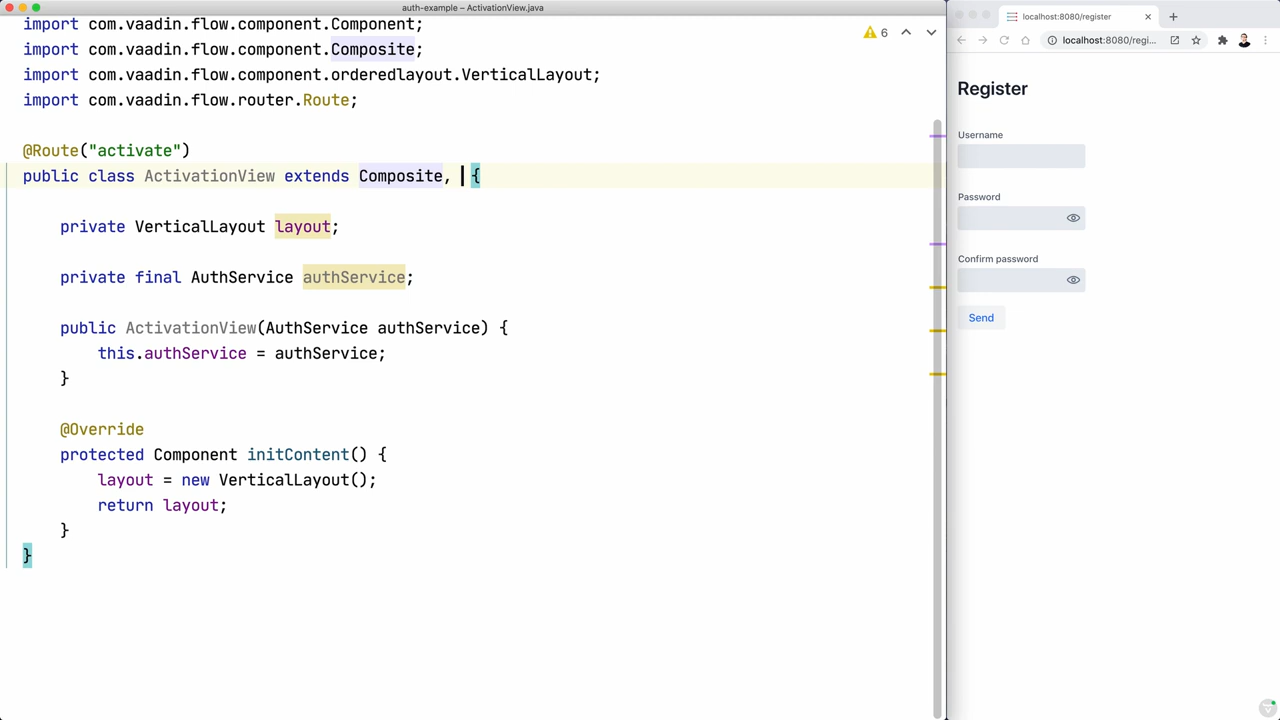 auth-example – ActivationView.java
import com.vaadin.flow.component.Component;
import com.vaadin.flow.component.Composite;
import com.vaadin.flow.component.orderedlayout.VerticalLayout;
import com.vaadin.flow.router.Route;
6
@Route("activate")
public class ActivationView extends Composite, {
private VerticalLayout layout;
private final AuthService authService;
public ActivationView(AuthService authService) {
this.authService = authService;
}
@Override
protected Component initContent() {
layout = new VerticalLayout();
return layout;
}
}
localhost:8080/register
localhost:8080/regi...
Register
Username
Password
Confirm password
Send